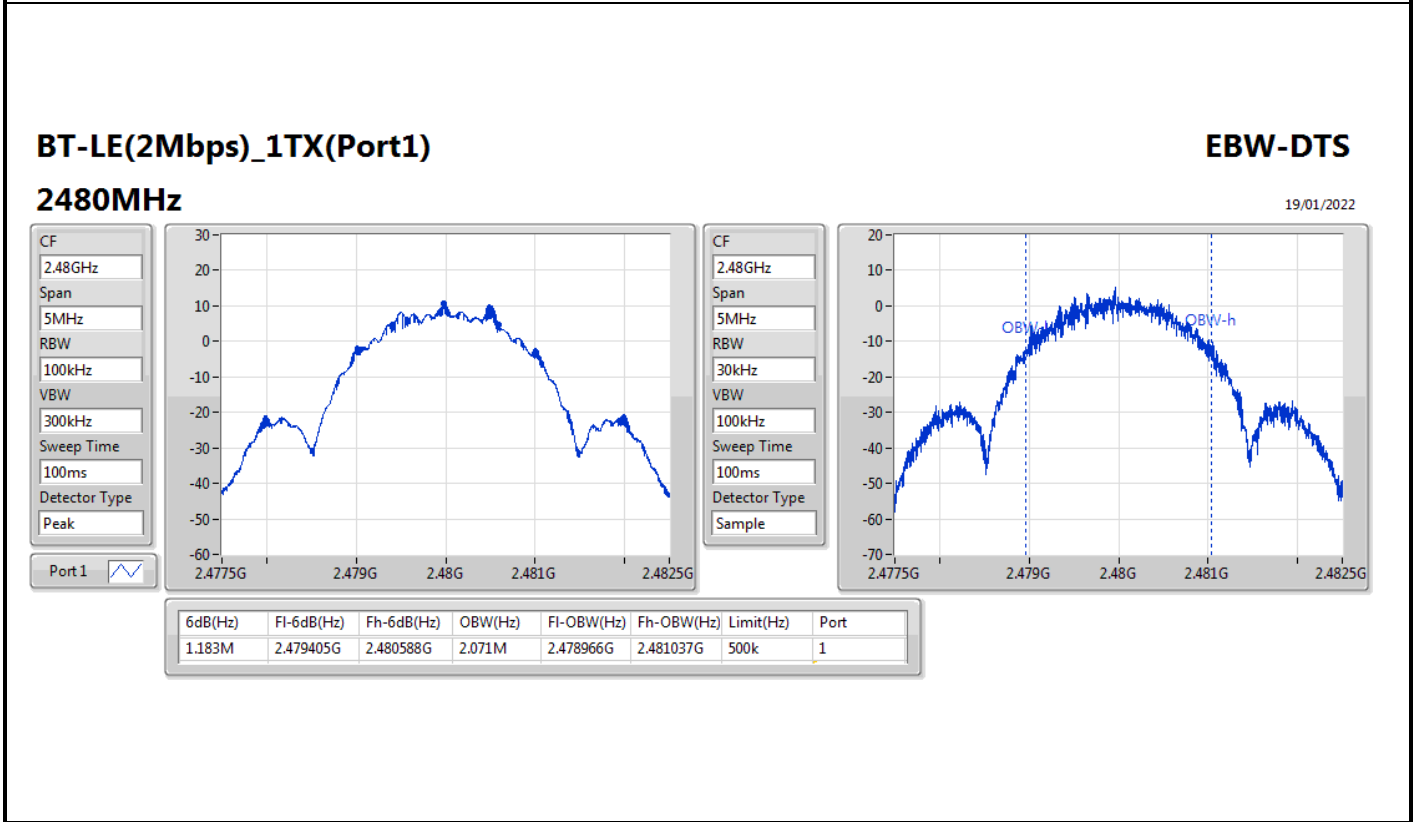 BT-LE(2Mbps)_1TX(Port1)
EBW-DTS
2480MHz
19/01/2022
CF
2.48GHz
Span
5MHz
RBW
100kHz
VBW
300kHz
Sweep Time
100ms
Detector Type
Peak
Port 1
30
20
10
0
-10
-20
-30
-40
-50
-60
2.4775G 2.479G 2.48G 2.481G 2.4825G
CF
2.48GHz
Span
5MHz
RBW
30kHz
VBW
100kHz
Sweep Time
100ms
Detector Type
Sample
20
10
0
-10
-20
-30
-40
-50
-60
-70
OBW-h
2.4775G 2.479G 2.48G 2.481G 2.4825G
6dB(Hz) Fl-6dB(Hz) Fh-6dB(Hz) OBW(Hz) Fl-OBW(Hz) Fh-OBW(Hz) Limit(Hz) Port
1.183M 2.479405G 2.480588G 2.071M 2.478966G 2.481037G 500k 1